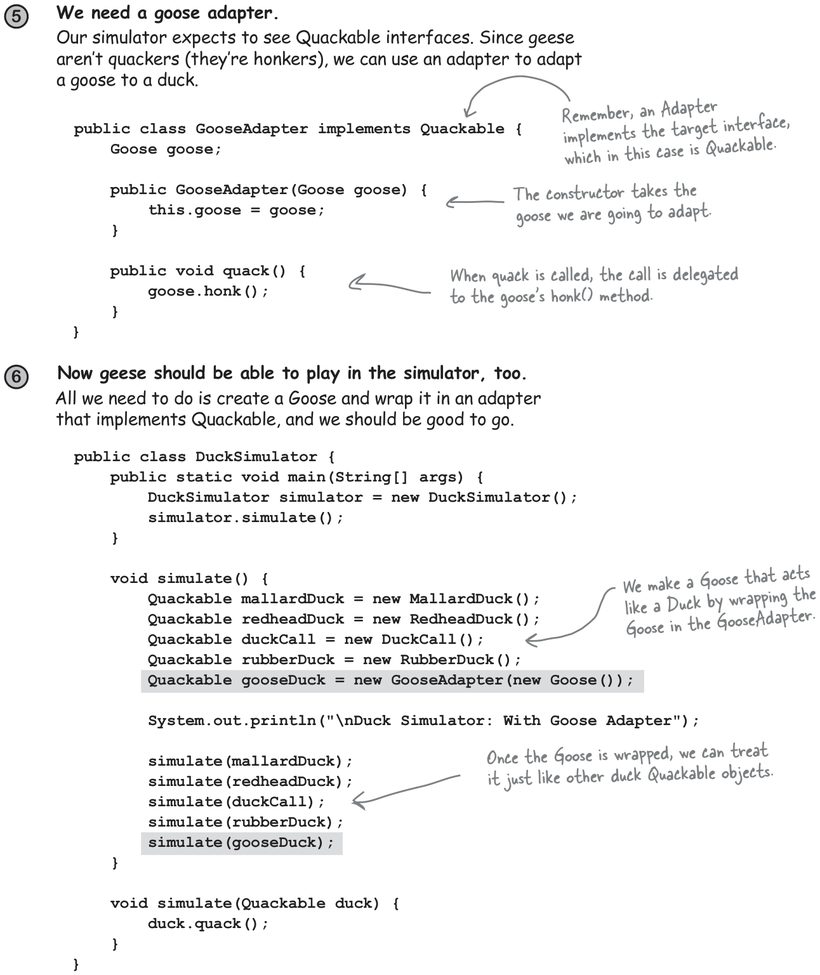 5 We need a goose adapter.
Our simulator expects to see Quackable interfaces. Since geese
aren't quackers (they're honkers), we can use an adapter to adapt
a goose to a duck.
public class GooseAdapter implements Quackable {
Goose goose;
Remember, an Adapter
implements the target interface,
which in this case is Quackable.
public GooseAdapter(Goose goose) {
this.goose = goose;
}
The constructor takes the
goose we are going to adapt.
public void quack() {
goose.honk();
}
}
When quack is called, the call is delegated
to the goose's honk() method.
6 Now geese should be able to play in the simulator, too.
All we need to do is create a Goose and wrap it in an adapter
that implements Quackable, and we should be good to go.
public class DuckSimulator {
public static void main(String[] args) {
DuckSimulator simulator = new DuckSimulator();
simulator.simulate();
}
void simulate() {
Quackable mallardDuck = new MallardDuck();
Quackable redheadDuck = new RedheadDuck();
Quackable duckCall = new DuckCall();
Quackable rubberDuck = new RubberDuck();
Quackable gooseDuck = new GooseAdapter(new Goose());
We make a Goose that acts
like a Duck by wrapping the
Goose in the GooseAdapter.
System.out.println("\nDuck Simulator: With Goose Adapter");
simulate(mallardDuck);
simulate(redheadDuck);
simulate(duckCall);
simulate(rubberDuck);
simulate(gooseDuck);
}
Once the Goose is wrapped, we can treat
it just like other duck Quackable objects.
void simulate(Quackable duck) {
duck.quack();
}
}